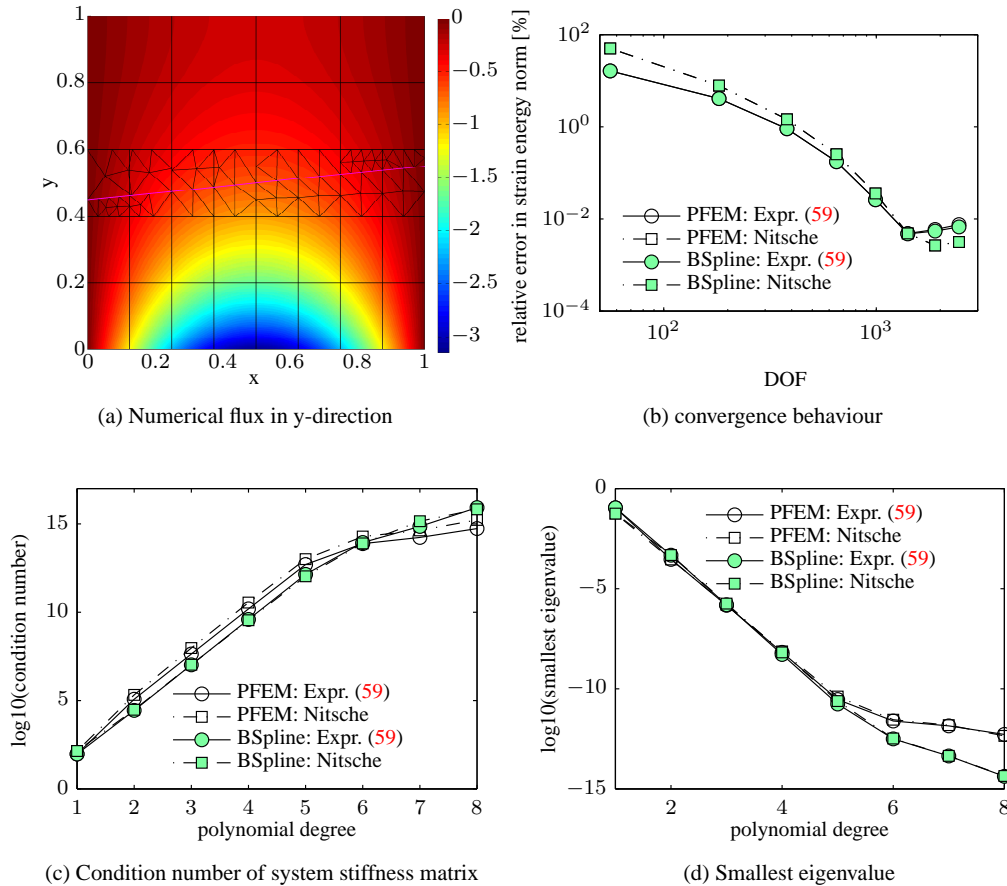 1
0.8
0.6
0.4
0.2
0
y
0
0.2
0.4
0.6
0.8
1
x
0
−0.5
−1
−1.5
−2
−2.5
−3
(a) Numerical flux in y-direction
10^2
10^0
10^−2
10^−4
relative error in strain energy norm [%]
PFEM: Expr. (59)
PFEM: Nitsche
BSpline: Expr. (59)
BSpline: Nitsche
10^2
10^3
DOF
(b) convergence behaviour
15
10
5
0
log10(condition number)
PFEM: Expr. (59)
PFEM: Nitsche
BSpline: Expr. (59)
BSpline: Nitsche
1 2 3 4 5 6 7 8
polynomial degree
(c) Condition number of system stiffness matrix
0
−5
−10
−15
log10(smallest eigenvalue)
PFEM: Expr. (59)
PFEM: Nitsche
BSpline: Expr. (59)
BSpline: Nitsche
2 4 6 8
polynomial degree
(d) Smallest eigenvalue